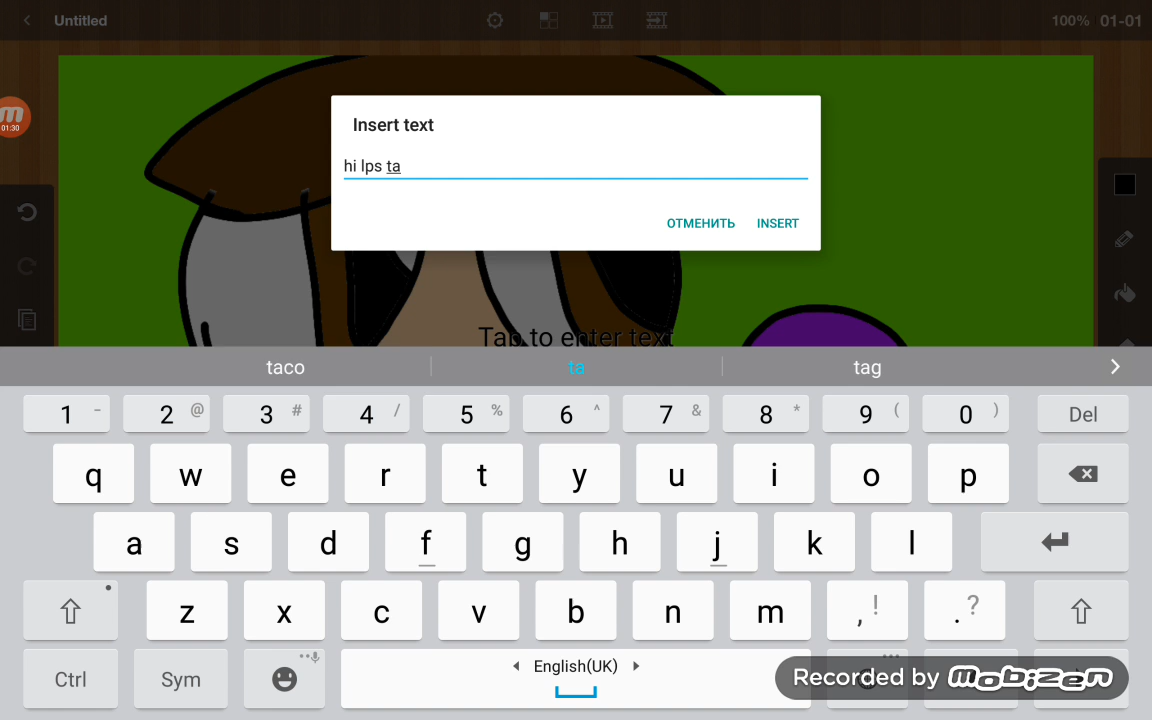 Untitled
100% 01-01
01:30
Insert text
hi lps ta
ОТМЕНИТЬ INSERT
Tap to enter text
taco ta tag
1 - 2 @ 3 # 4 / 5 % 6 ^ 7 & 8 * 9 ( 0 ) Del
q w e r t y u i o p
a s d f g h j k l
z x c v b n m , ! . ?
Ctrl Sym English(UK)
Recorded by mobizen